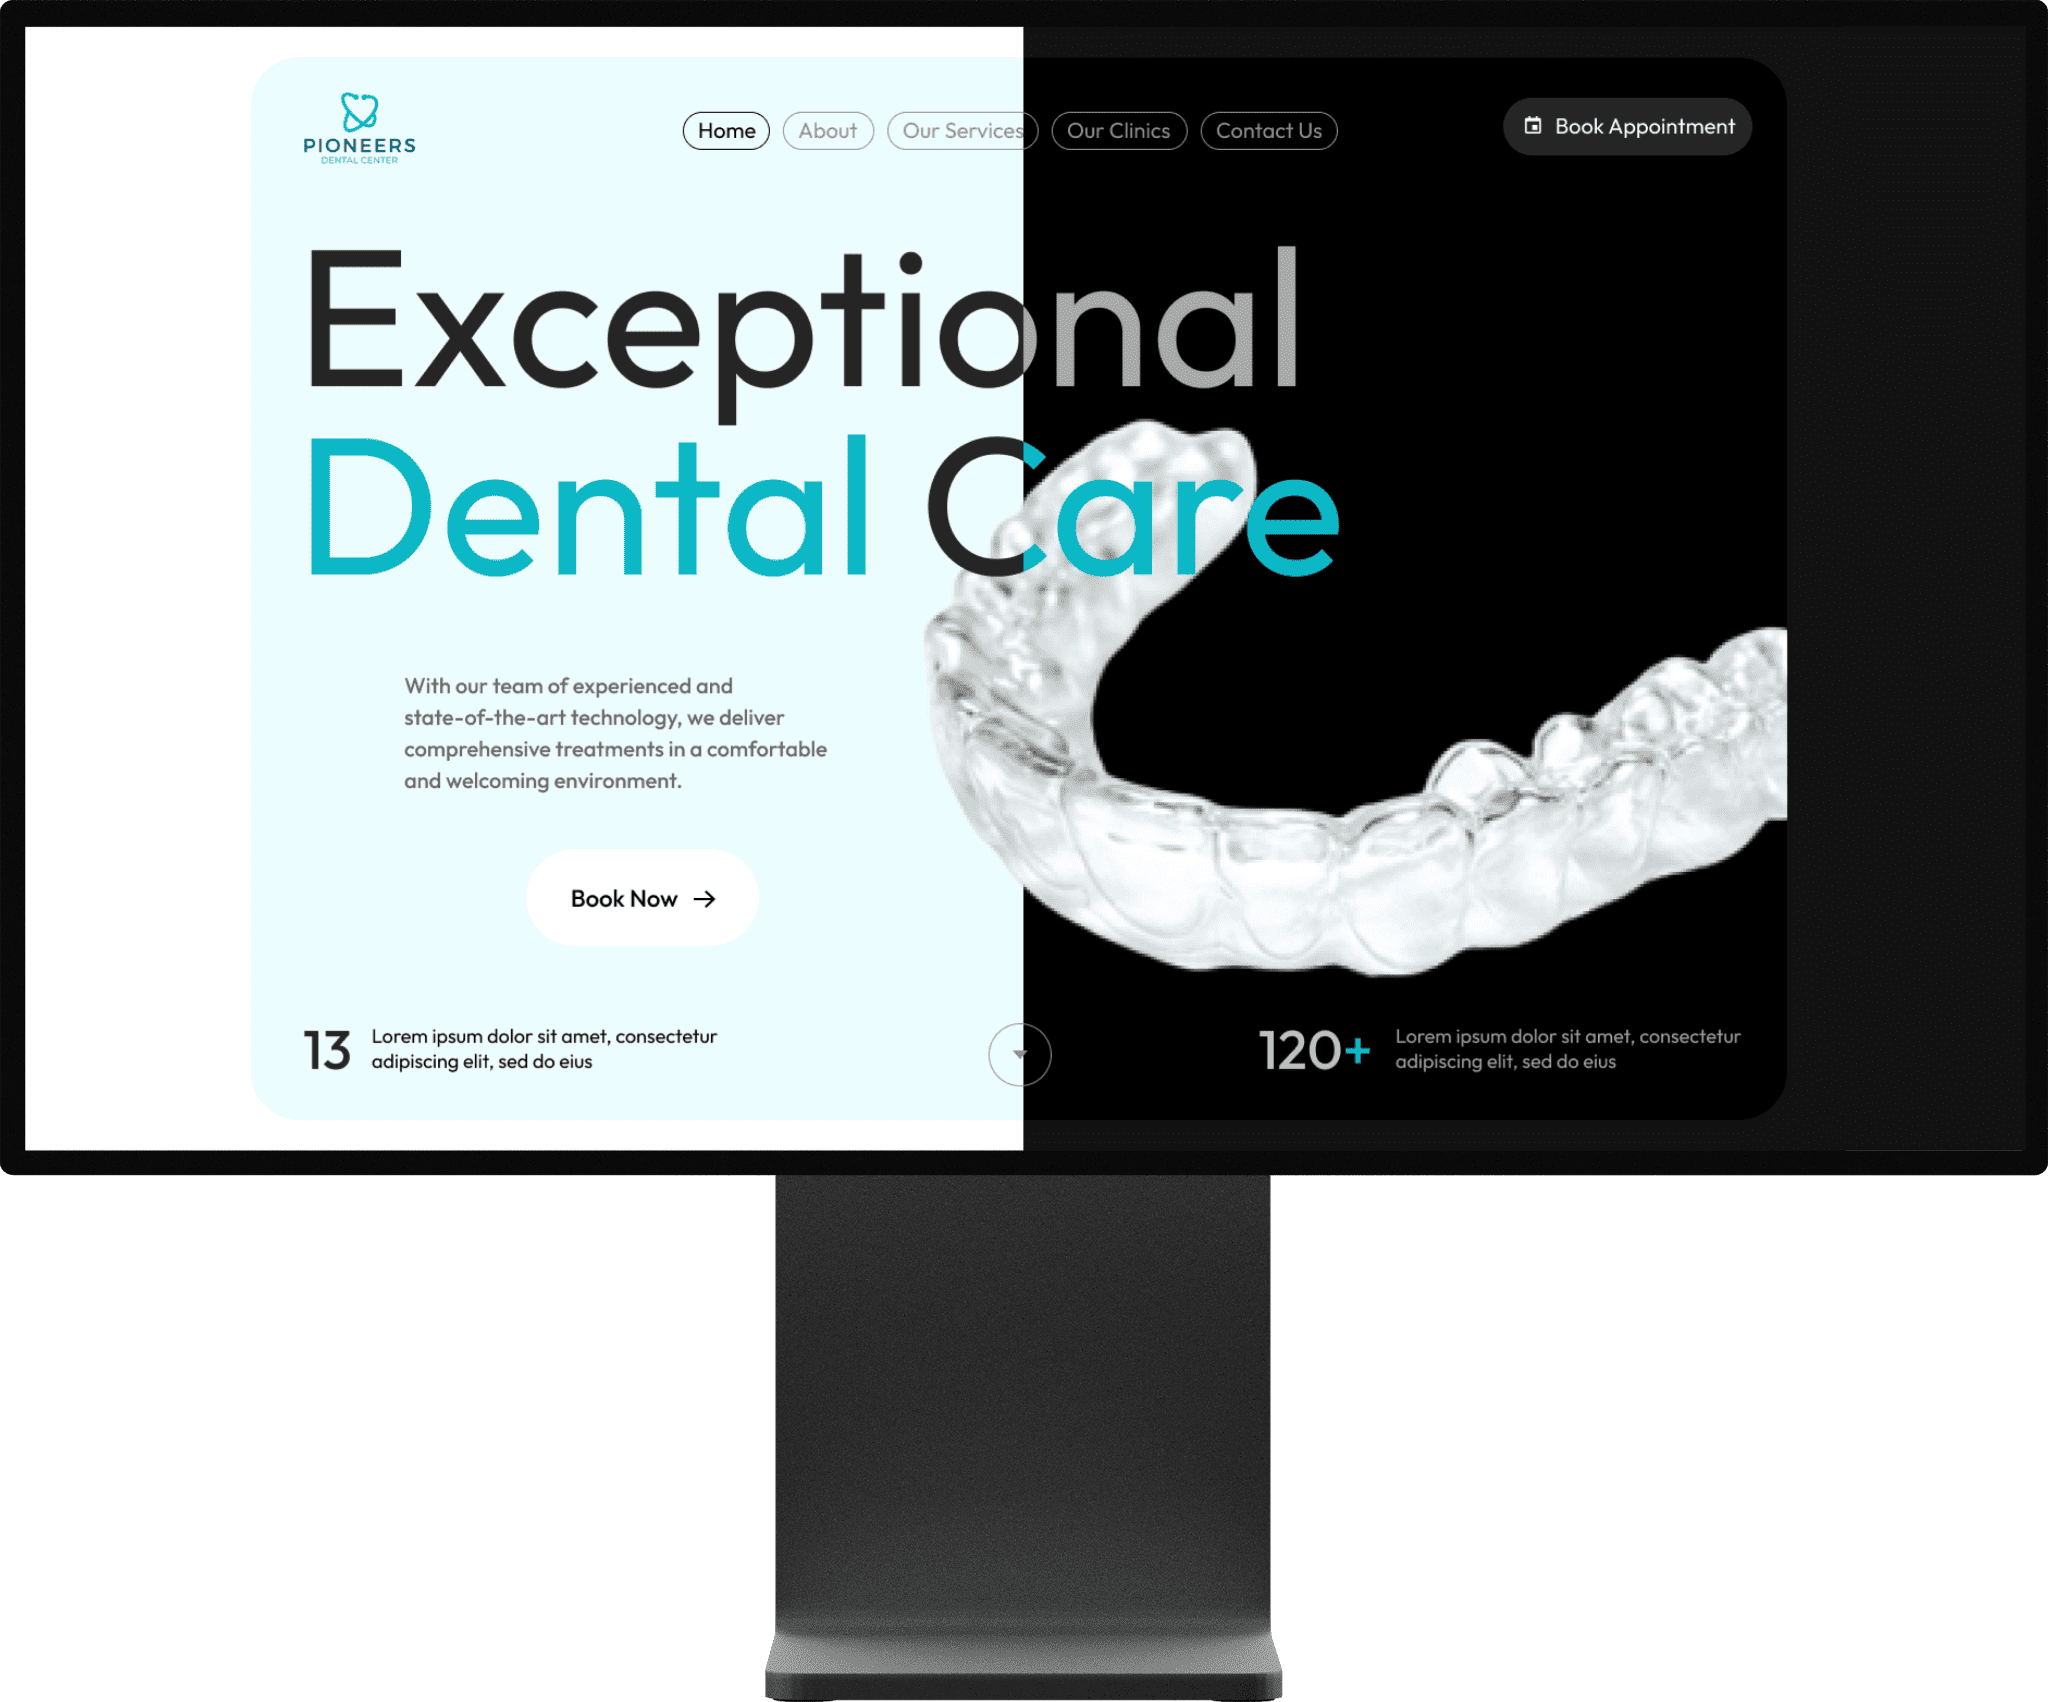 PIONEERS
DENTAL CENTER
Home
About
Our Services
Our Clinics
Contact Us
Book Appointment
Exceptional
Dental Care
With our team of experienced and
state-of-the-art technology, we deliver
comprehensive treatments in a comfortable
and welcoming environment.
Book Now →
13
Lorem ipsum dolor sit amet, consectetur
adipiscing elit, sed do eius
120+
Lorem ipsum dolor sit amet, consectetur
adipiscing elit, sed do eius